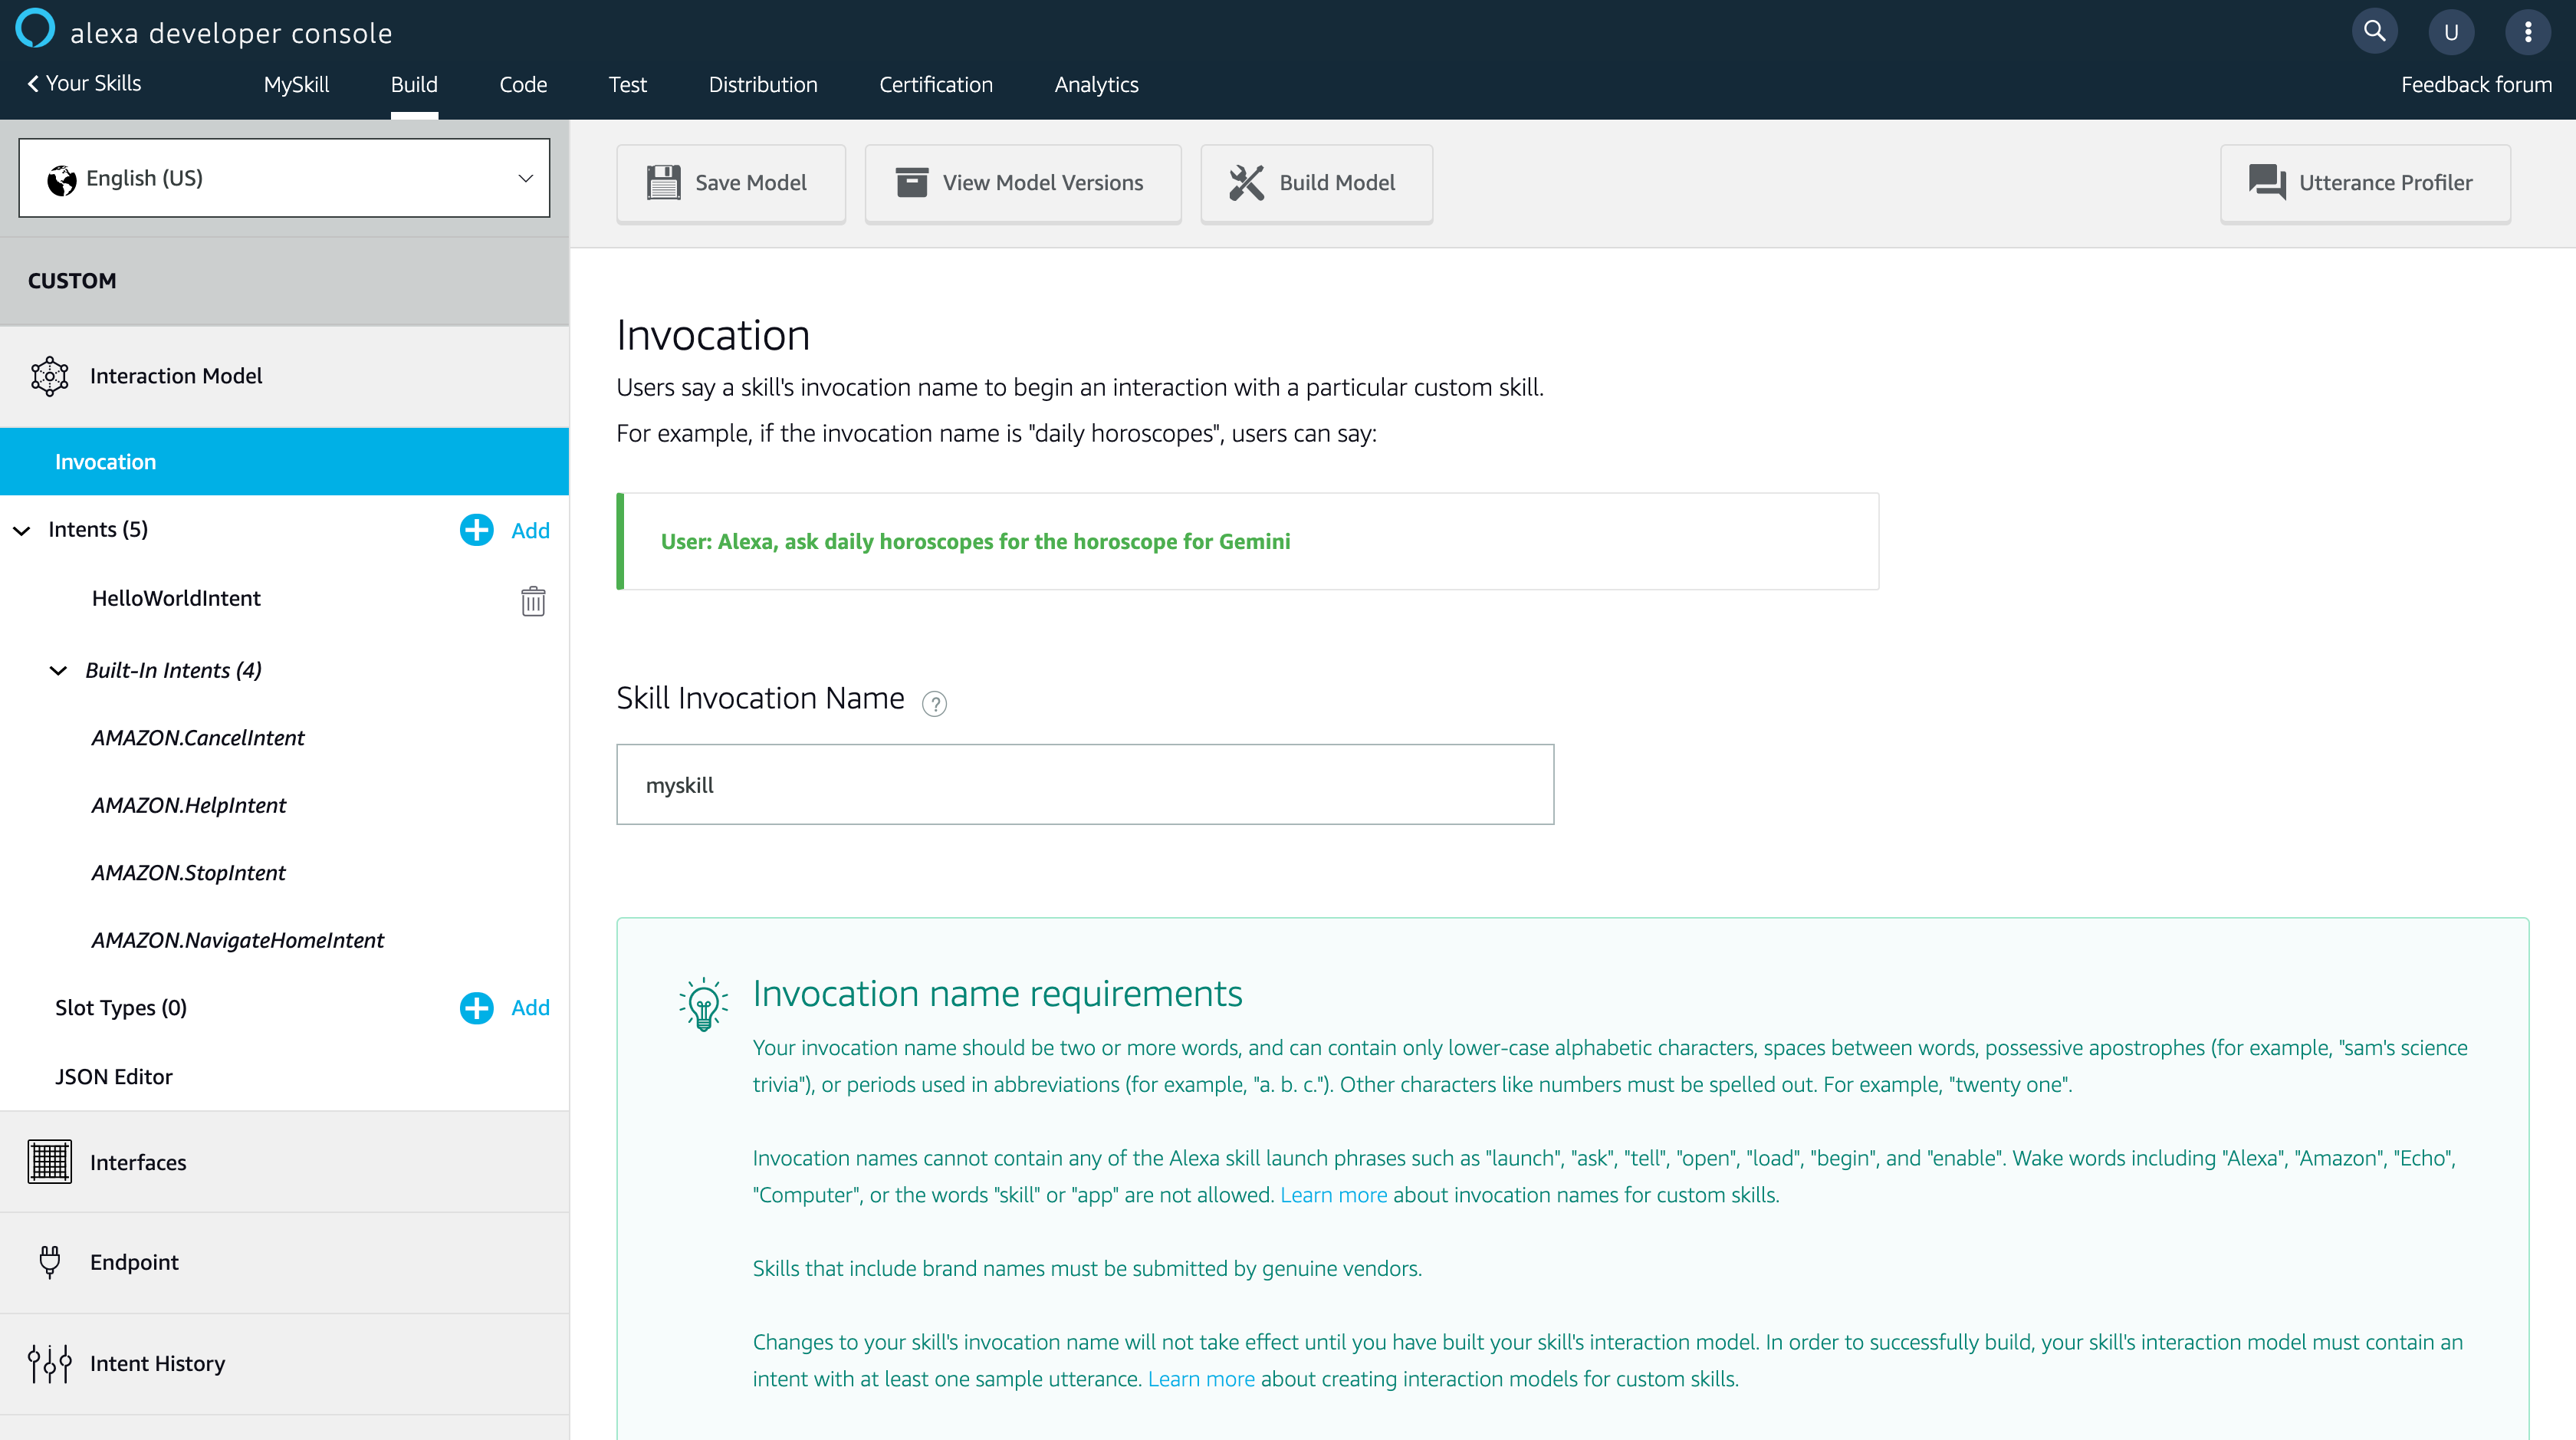 alexa developer console
U
Your Skills
MySkill
Build
Code
Test
Distribution
Certification
Analytics
Feedback forum
English (US)
Save Model
View Model Versions
Build Model
Utterance Profiler
CUSTOM
Interaction Model
Invocation
Intents (5)
Add
HelloWorldIntent
Built-In Intents (4)
AMAZON.CancelIntent
AMAZON.HelpIntent
AMAZON.StopIntent
AMAZON.NavigateHomeIntent
Slot Types (0)
Add
JSON Editor
Interfaces
Endpoint
Intent History
Invocation
Users say a skill's invocation name to begin an interaction with a particular custom skill.
For example, if the invocation name is "daily horoscopes", users can say:
User: Alexa, ask daily horoscopes for the horoscope for Gemini
Skill Invocation Name ?
myskill
Invocation name requirements
Your invocation name should be two or more words, and can contain only lower-case alphabetic characters, spaces between words, possessive apostrophes (for example, "sam's science
trivia"), or periods used in abbreviations (for example, "a. b. c."). Other characters like numbers must be spelled out. For example, "twenty one".
Invocation names cannot contain any of the Alexa skill launch phrases such as "launch", "ask", "tell", "open", "load", "begin", and "enable". Wake words including "Alexa", "Amazon", "Echo",
"Computer", or the words "skill" or "app" are not allowed. Learn more about invocation names for custom skills.
Skills that include brand names must be submitted by genuine vendors.
Changes to your skill's invocation name will not take effect until you have built your skill's interaction model. In order to successfully build, your skill's interaction model must contain an
intent with at least one sample utterance. Learn more about creating interaction models for custom skills.